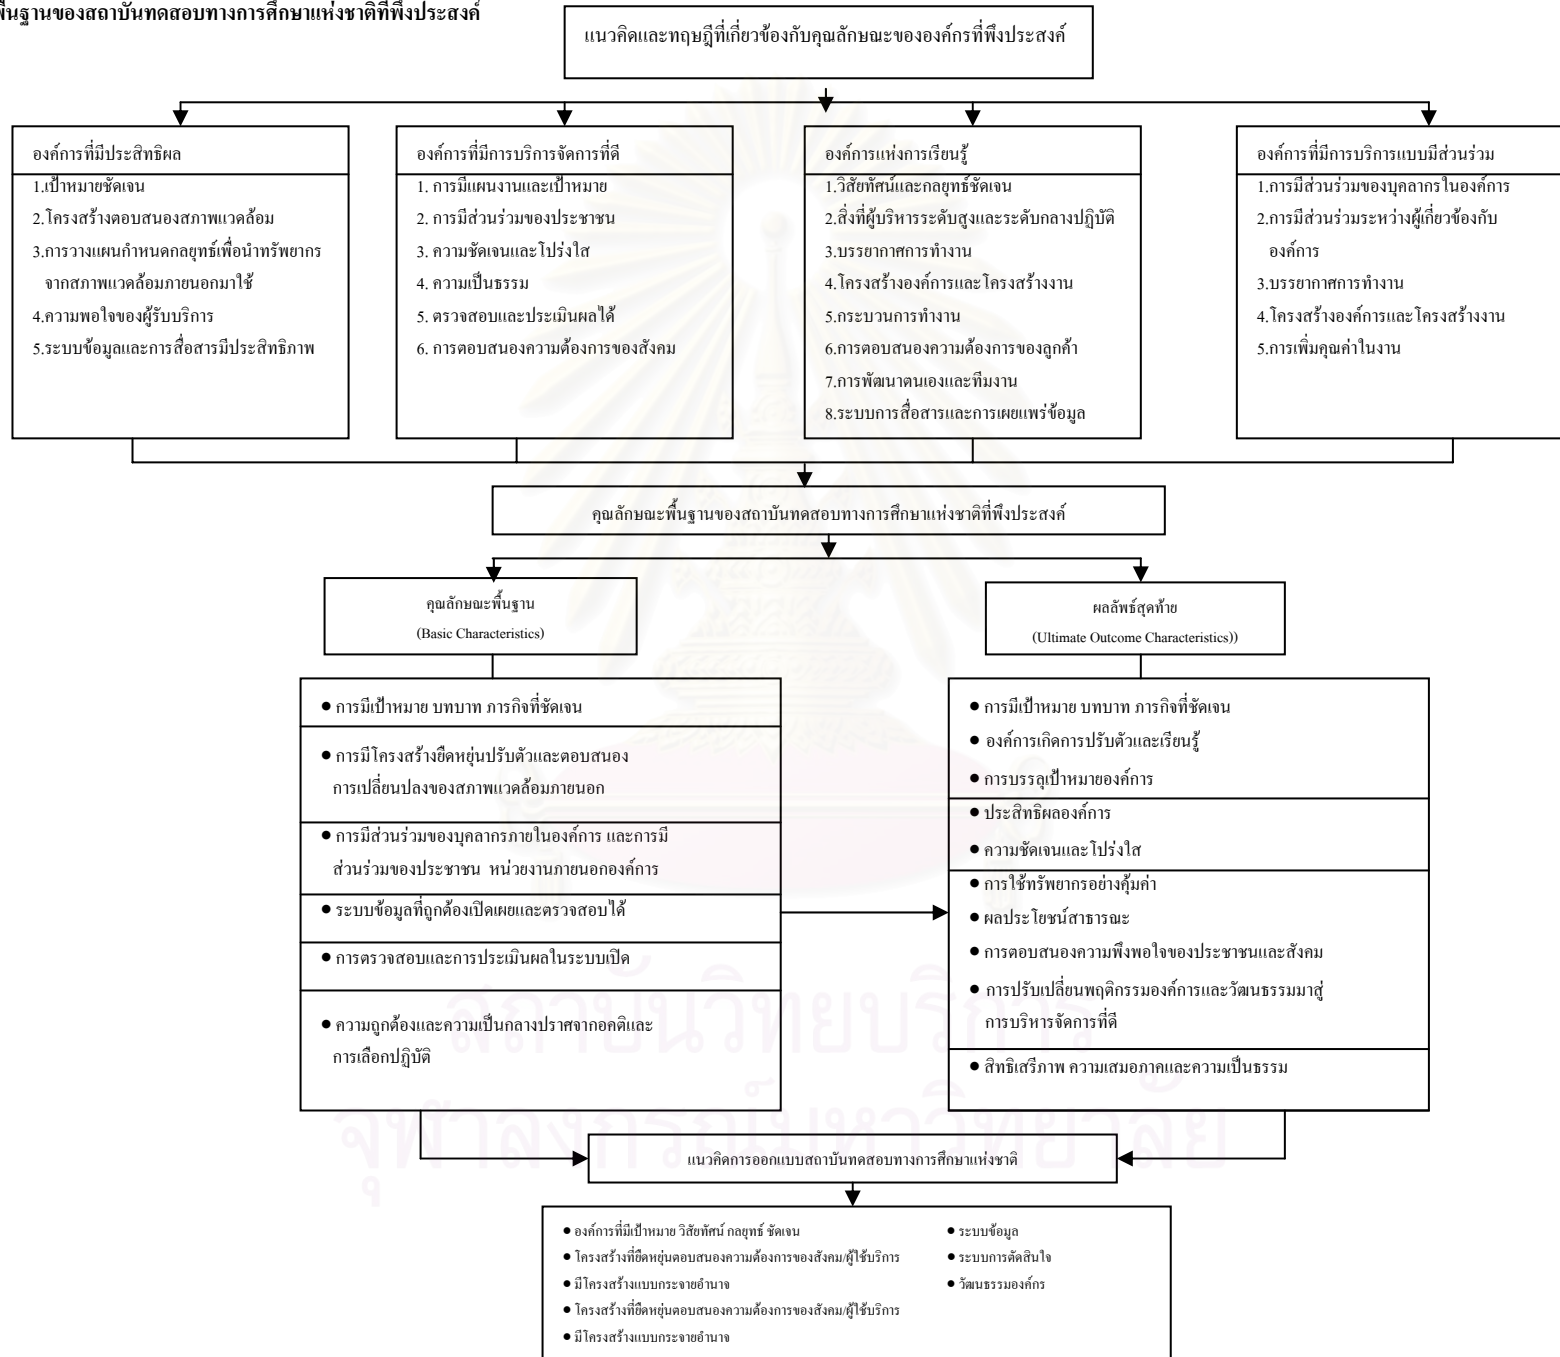 พื้นฐานของสถาบันทดสอบทางการศึกษาแห่งชาติที่พึงประสงค์
แนวคิดและทฤษฎีที่เกี่ยวข้องกับคุณลักษณะขององค์กรที่พึงประสงค์
องค์การที่มีประสิทธิผล
1.เป้าหมายชัดเจน
2.โครงสร้างตอบสนองสภาพแวดล้อม
3.การวางแผนกำหนดกลยุทธ์เพื่อนำทรัพยากร
จากสภาพแวดล้อมภายนอกมาใช้
4.ความพอใจของผู้รับบริการ
5.ระบบข้อมูลและการสื่อสารมีประสิทธิภาพ
องค์การที่มีการบริการจัดการที่ดี
1. การมีแผนงานและเป้าหมาย
2. การมีส่วนร่วมของประชาชน
3. ความชัดเจนและโปร่งใส
4. ความเป็นธรรม
5. ตรวจสอบและประเมินผลได้
6. การตอบสนองความต้องการของสังคม
องค์การแห่งการเรียนรู้
1.วิสัยทัศน์และกลยุทธ์ชัดเจน
2.สิ่งที่ผู้บริหารระดับสูงและระดับกลางปฏิบัติ
3.บรรยากาศการทำงาน
4.โครงสร้างองค์การและโครงสร้างงาน
5.กระบวนการทำงาน
6.การตอบสนองความต้องการของลูกค้า
7.การพัฒนาตนเองและทีมงาน
8.ระบบการสื่อสารและการเผยแพร่ข้อมูล
องค์การที่มีการบริการแบบมีส่วนร่วม
1.การมีส่วนร่วมของบุคลากรในองค์การ
2.การมีส่วนร่วมระหว่างผู้เกี่ยวข้องกับ
องค์การ
3.บรรยากาศการทำงาน
4.โครงสร้างองค์การและโครงสร้างงาน
5.การเพิ่มคุณค่าในงาน
คุณลักษณะพื้นฐานของสถาบันทดสอบทางการศึกษาแห่งชาติที่พึงประสงค์
คุณลักษณะพื้นฐาน
(Basic Characteristics)
ผลลัพธ์สุดท้าย
(Ultimate Outcome Characteristics))
● การมีเป้าหมาย บทบาท ภารกิจที่ชัดเจน
● การมีโครงสร้างยืดหยุ่นปรับตัวและตอบสนอง
การเปลี่ยนปลงของสภาพแวดล้อมภายนอก
● การมีส่วนร่วมของบุคลากรภายในองค์การ และการมี
ส่วนร่วมของประชาชน หน่วยงานภายนอกองค์การ
● ระบบข้อมูลที่ถูกต้องเปิดเผยและตรวจสอบได้
● การตรวจสอบและการประเมินผลในระบบเปิด
● ความถูกต้องและความเป็นกลางปราศจากอคติและ
การเลือกปฏิบัติ
● การมีเป้าหมาย บทบาท ภารกิจที่ชัดเจน
● องค์การเกิดการปรับตัวและเรียนรู้
● การบรรลุเป้าหมายองค์การ
● ประสิทธิผลองค์การ
● ความชัดเจนและโปร่งใส
● การใช้ทรัพยากรอย่างคุ้มค่า
● ผลประโยชน์สาธารณะ
● การตอบสนองความพึงพอใจของประชาชนและสังคม
● การปรับเปลี่ยนพฤติกรรมองค์การและวัฒนธรรมมาสู่
การบริหารจัดการที่ดี
● สิทธิเสรีภาพ ความเสมอภาคและความเป็นธรรม
สถาบันวิทยบริการ
จุฬาลงกรณ์มหาวิทยาลัย
แนวคิดการออกแบบสถาบันทดสอบทางการศึกษาแห่งชาติ
● องค์การที่มีเป้าหมาย วิสัยทัศน์ กลยุทธ์ ชัดเจน
● โครงสร้างที่ยืดหยุ่นตอบสนองความต้องการของสังคม/ผู้ใช้บริการ
● มีโครงสร้างแบบกระจายอำนาจ
● โครงสร้างที่ยืดหยุ่นตอบสนองความต้องการของสังคม/ผู้ใช้บริการ
● มีโครงสร้างแบบกระจายอำนาจ
● ระบบข้อมูล
● ระบบการตัดสินใจ
● วัฒนธรรมองค์กร